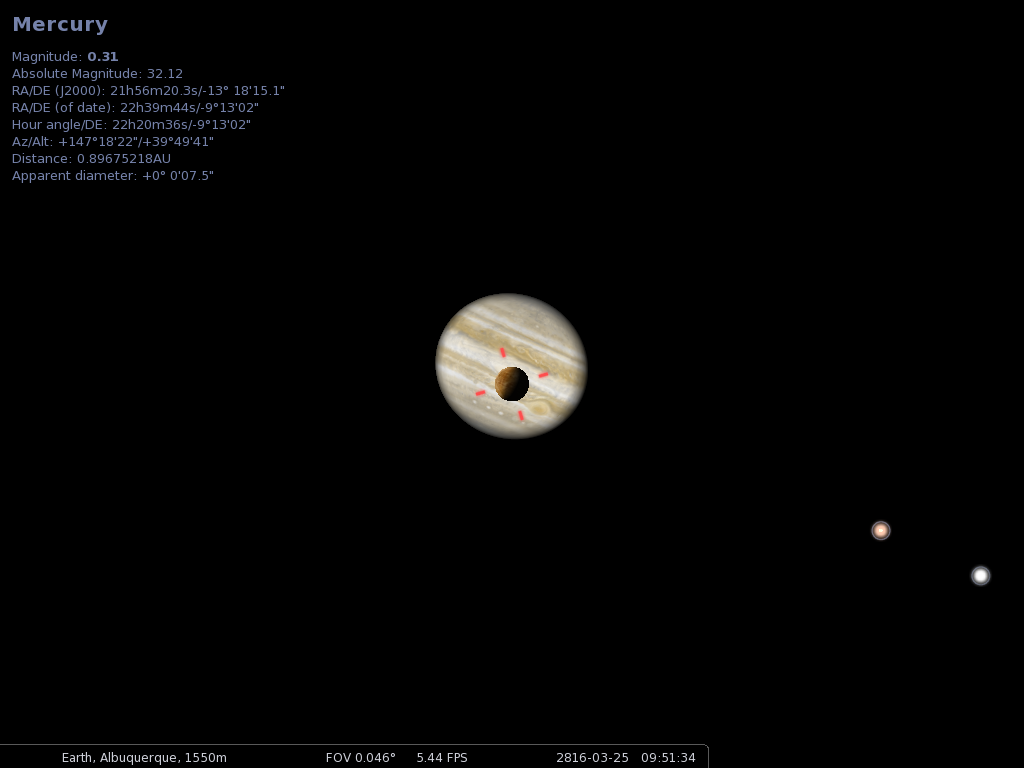 Mercury
Magnitude: 0.31
Absolute Magnitude: 32.12
RA/DE (J2000): 21h56m20.3s/-13° 18'15.1"
RA/DE (of date): 22h39m44s/-9°13'02"
Hour angle/DE: 22h20m36s/-9°13'02"
Az/Alt: +147°18'22"/+39°49'41"
Distance: 0.89675218AU
Apparent diameter: +0° 0'07.5"
Earth, Albuquerque, 1550m FOV 0.046° 5.44 FPS 2816-03-25 09:51:34